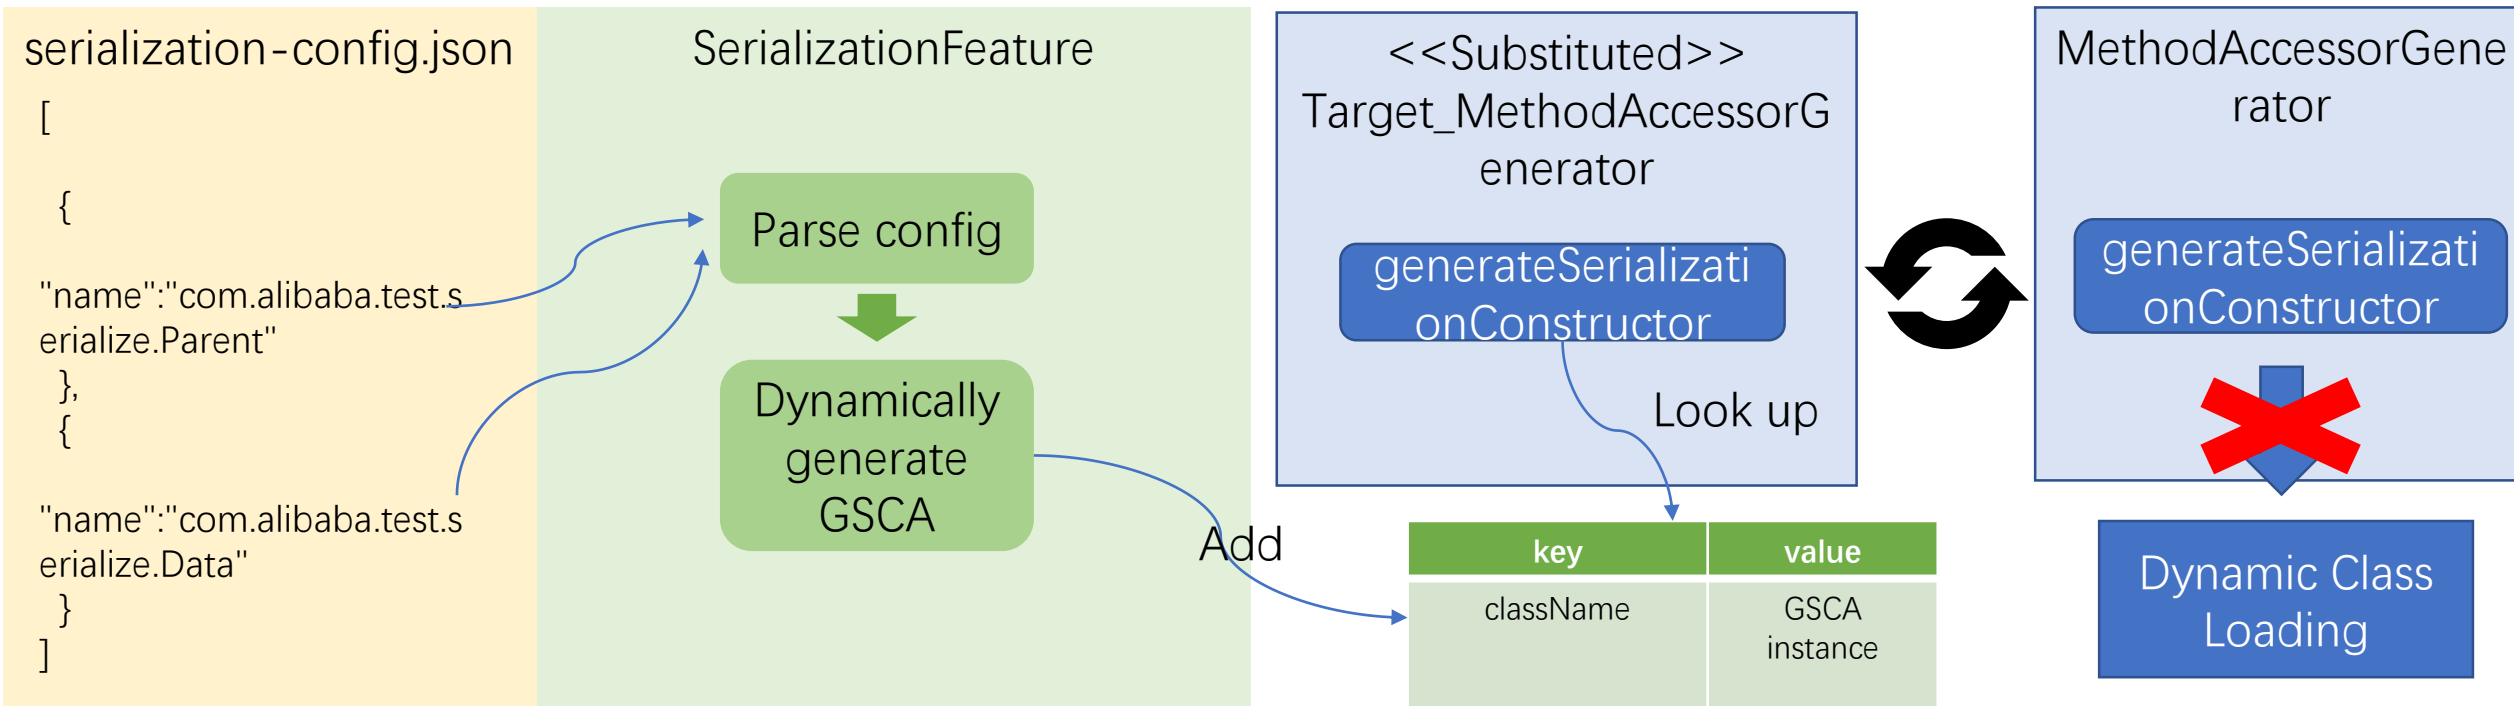 serialization-config.json
[
{
"name":"com.alibaba.test.s
erialize.Parent"
},
{
"name":"com.alibaba.test.s
erialize.Data"
}
]
SerializationFeature
Parse config
Dynamically
generate
GSCA
Add
<<Substituted>>
Target_MethodAccessorG
enerator
generateSerializati
onConstructor
Look up
key
value
className
GSCA
instance
MethodAccessorGene
rator
generateSerializati
onConstructor
Dynamic Class
Loading